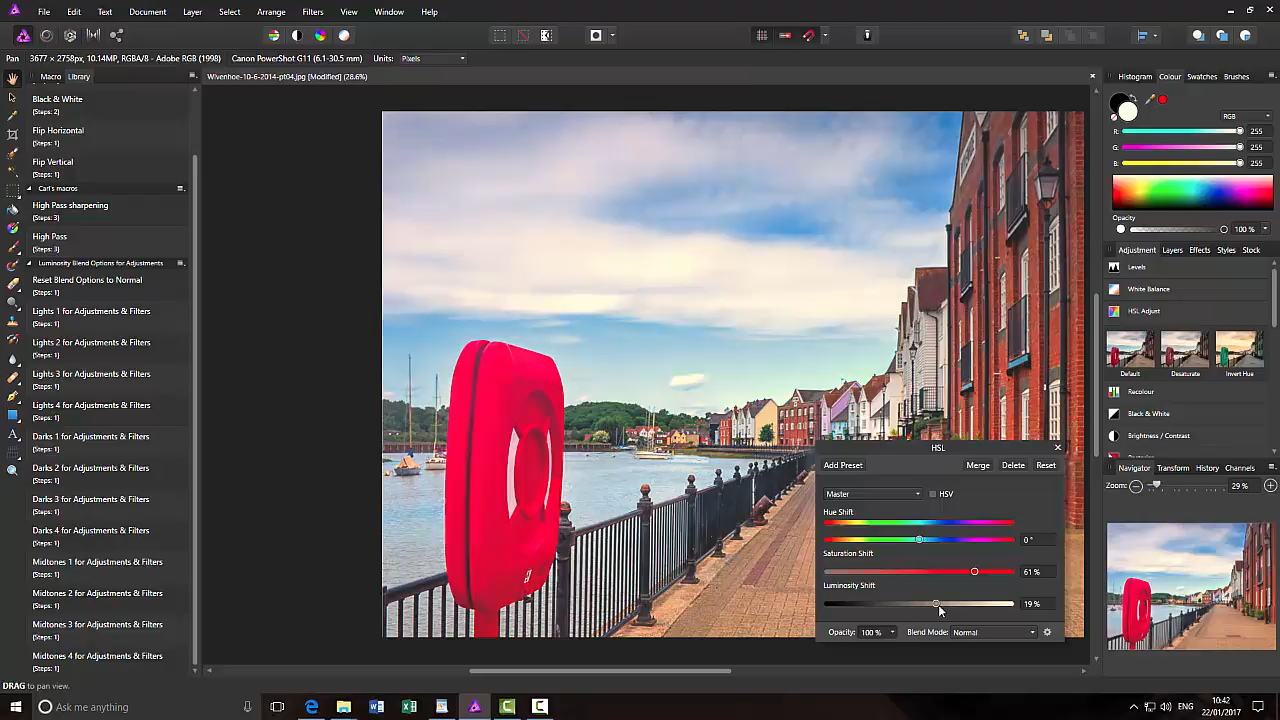 File Edit Text Document Layer Select Arrange Filters View Window Help
Pan 3677 x 2758px, 10.14MP, RGBA/8 - Adobe RGB (1998) Canon PowerShot G11 (6.1-30.5 mm) Units: Pixels
Macro Library
Wivenhoe-10-6-2014-pt04.jpg [Modified] (28.6%)
Black & White
(Steps: 2)
Flip Horizontal
(Steps: 1)
Flip Vertical
(Steps: 1)
Carl's macros
High Pass sharpening
(Steps: 3)
High Pass
(Steps: 3)
Luminosity Blend Options for Adjustments
Reset Blend Options to Normal
(Steps: 1)
Lights 1 for Adjustments & Filters
(Steps: 1)
Lights 2 for Adjustments & Filters
(Steps: 1)
Lights 3 for Adjustments & Filters
(Steps: 1)
Lights 4 for Adjustments & Filters
(Steps: 1)
Darks 1 for Adjustments & Filters
(Steps: 1)
Darks 2 for Adjustments & Filters
(Steps: 1)
Darks 3 for Adjustments & Filters
(Steps: 1)
Darks 4 for Adjustments & Filters
(Steps: 1)
Midtones 1 for Adjustments & Filters
(Steps: 1)
Midtones 2 for Adjustments & Filters
(Steps: 1)
Midtones 3 for Adjustments & Filters
(Steps: 1)
Midtones 4 for Adjustments & Filters
(Steps: 1)
HSL
Add Preset Merge Delete Reset
Master HSV
Hue Shift
0 °
Saturation Shift
61 %
Luminosity Shift
19 %
Opacity: 100 % Blend Mode: Normal
Histogram Colour Swatches Brushes
RGB
R: 255
G: 255
B: 255
Opacity
100 %
Adjustment Layers Effects Styles Stock
Levels
White Balance
HSL Adjust
Default Desaturate Invert Hue
Recolour
Black & White
Brightness / Contrast
Navigator Transform History Channels
Zoom: 29 %
DRAG to pan view.
Ask me anything
ENG
10:42
22/01/2017